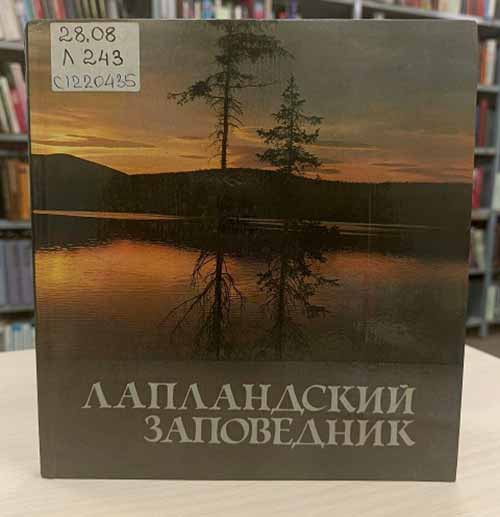 28.08
Л 243
С1220435
ЛАПЛАНДСКИЙ
ЗАПОВЕДНИК